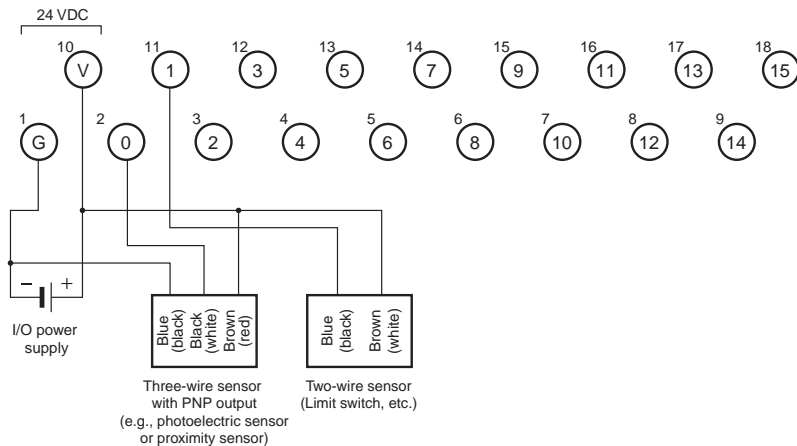 24 VDC
10 11 12 13 14 15 16 17 18
V 1 3 5 7 9 11 13 15
1 2 3 4 5 6 7 8 9
G 0 2 4 6 8 10 12 14
− +
I/O power
supply
Blue
(black)
Black
(white)
Brown
(red)
Blue
(black)
Brown
(white)
Three-wire sensor
with PNP output
(e.g., photoelectric sensor
or proximity sensor)
Two-wire sensor
(Limit switch, etc.)